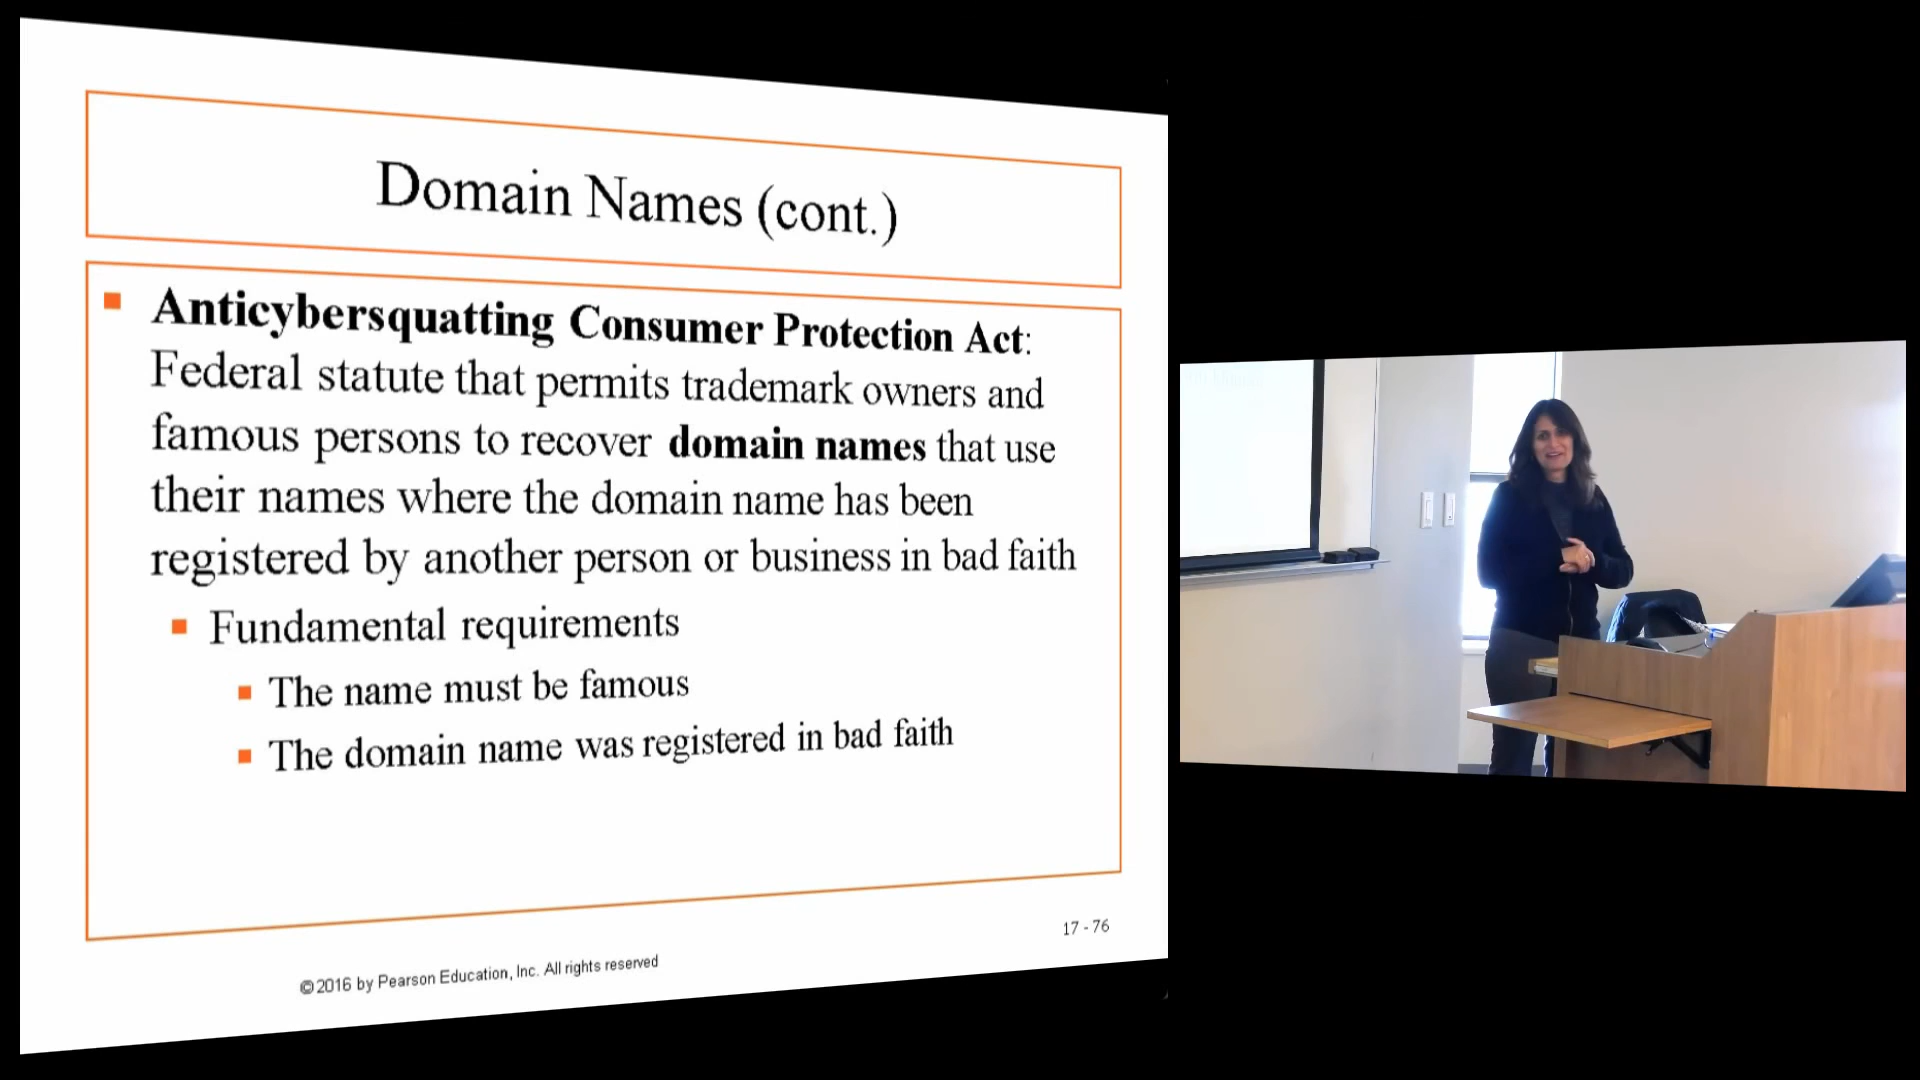 Domain Names (cont.)
Anticybersquatting Consumer Protection Act:
Federal statute that permits trademark owners and
famous persons to recover domain names that use
their names where the domain name has been
registered by another person or business in bad faith
Fundamental requirements
The name must be famous
The domain name was registered in bad faith
17 - 76
©2016 by Pearson Education, Inc. All rights reserved